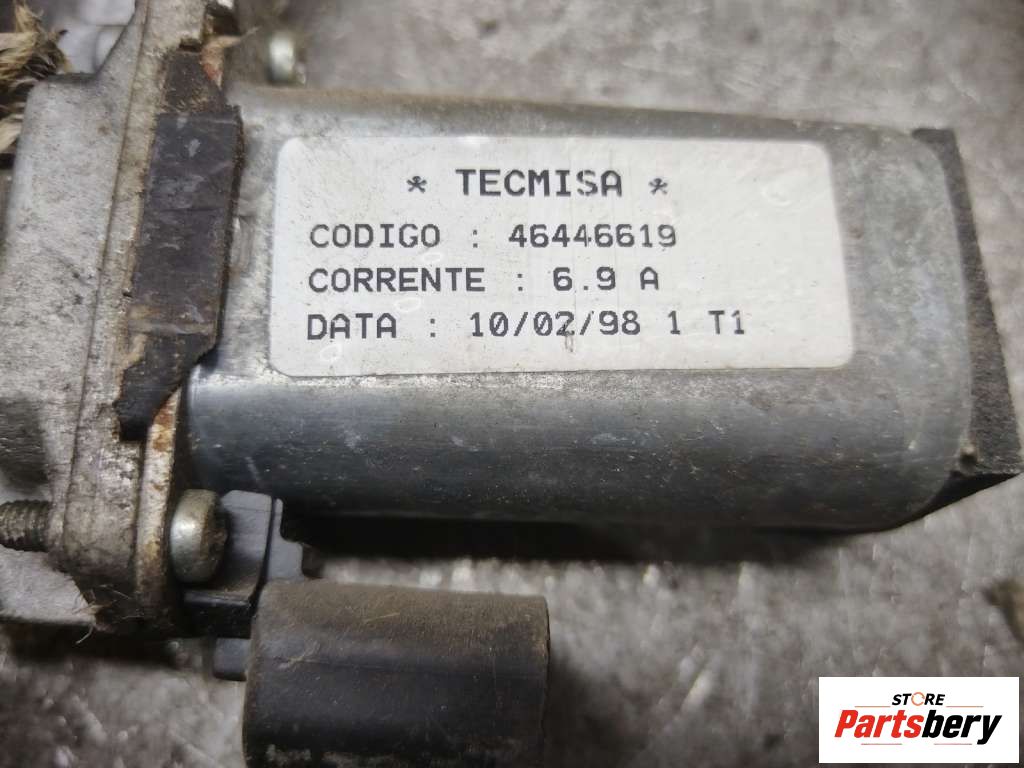 * TECMISA *
CODIGO : 46446619
CORRENTE : 6.9 A
DATA : 10/02/98 1 T1
STORE
Partsbery